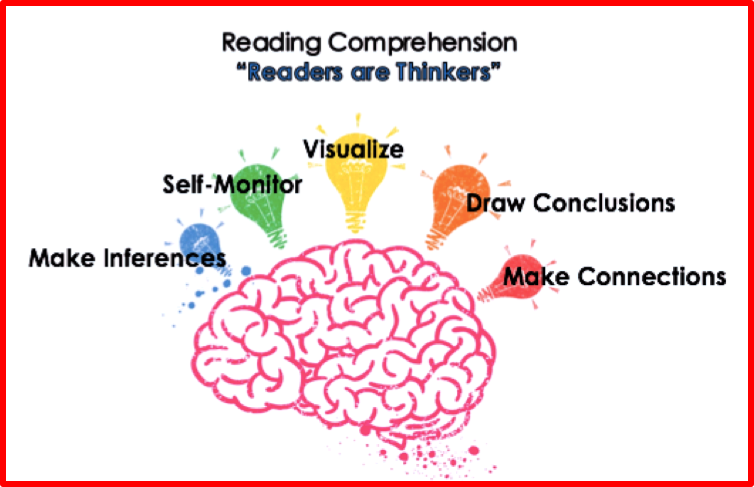 Reading Comprehension
“Readers are Thinkers”
Visualize
Self-Monitor
Draw Conclusions
Make Inferences
Make Connections